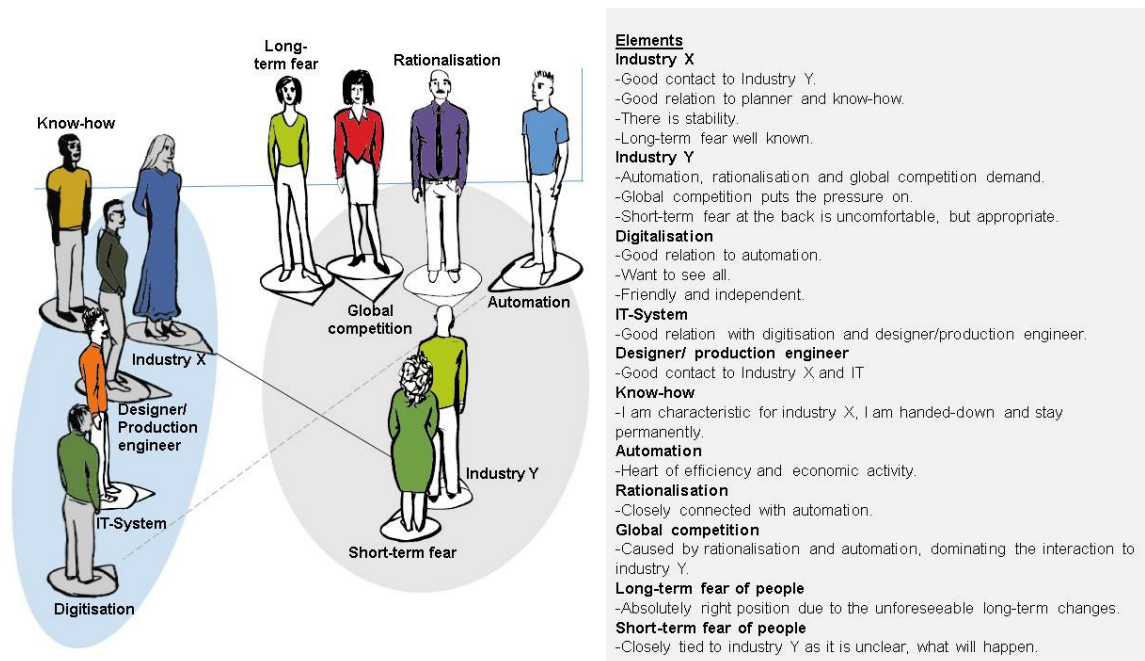 Long-
term fear
Rationalisation
Know-how
Automation
Global
competition
Industry X
Designer/
Production
engineer
Industry Y
IT-System
Short-term fear
Digitisation
Elements
Industry X
-Good contact to Industry Y.
-Good relation to planner and know-how.
-There is stability.
-Long-term fear well known.
Industry Y
-Automation, rationalisation and global competition demand.
-Global competition puts the pressure on.
-Short-term fear at the back is uncomfortable, but appropriate.
Digitalisation
-Good relation to automation.
-Want to see all.
-Friendly and independent.
IT-System
-Good relation with digitisation and designer/production engineer.
Designer/ production engineer
-Good contact to Industry X and IT
Know-how
-I am characteristic for industry X, I am handed-down and stay
permanently.
Automation
-Heart of efficiency and economic activity.
Rationalisation
-Closely connected with automation.
Global competition
-Caused by rationalisation and automation, dominating the interaction to
industry Y.
Long-term fear of people
-Absolutely right position due to the unforeseeable long-term changes.
Short-term fear of people
-Closely tied to industry Y as it is unclear, what will happen.